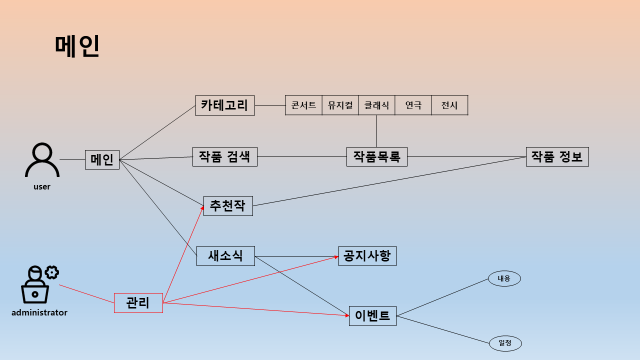 메인
카테고리
콘서트 뮤지컬 클래식 연극 전시
메인
작품 검색
작품목록
작품 정보
user
추천작
새소식
공지사항
내용
관리
administrator
이벤트
일정